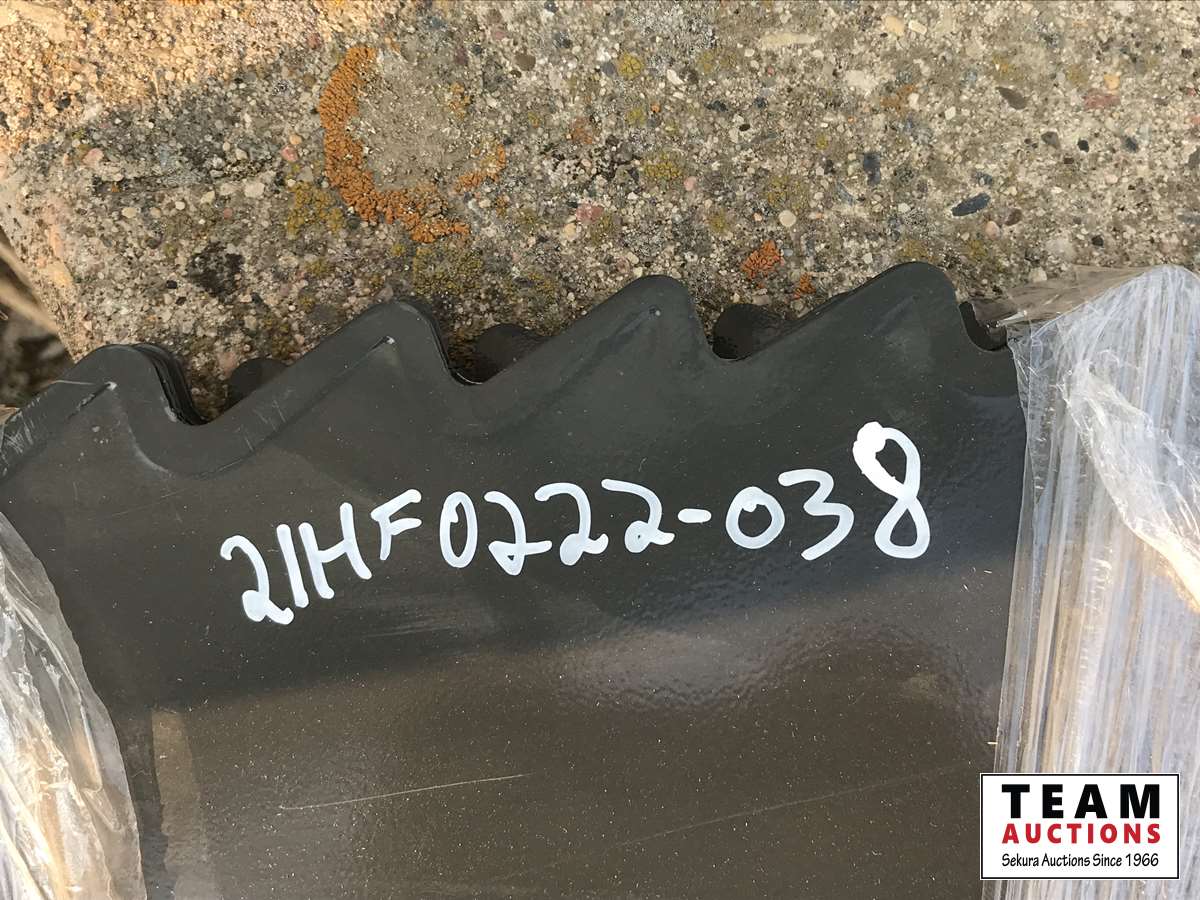 21HF0222-038
TEAM
AUCTIONS
Sekura Auctions Since 1966